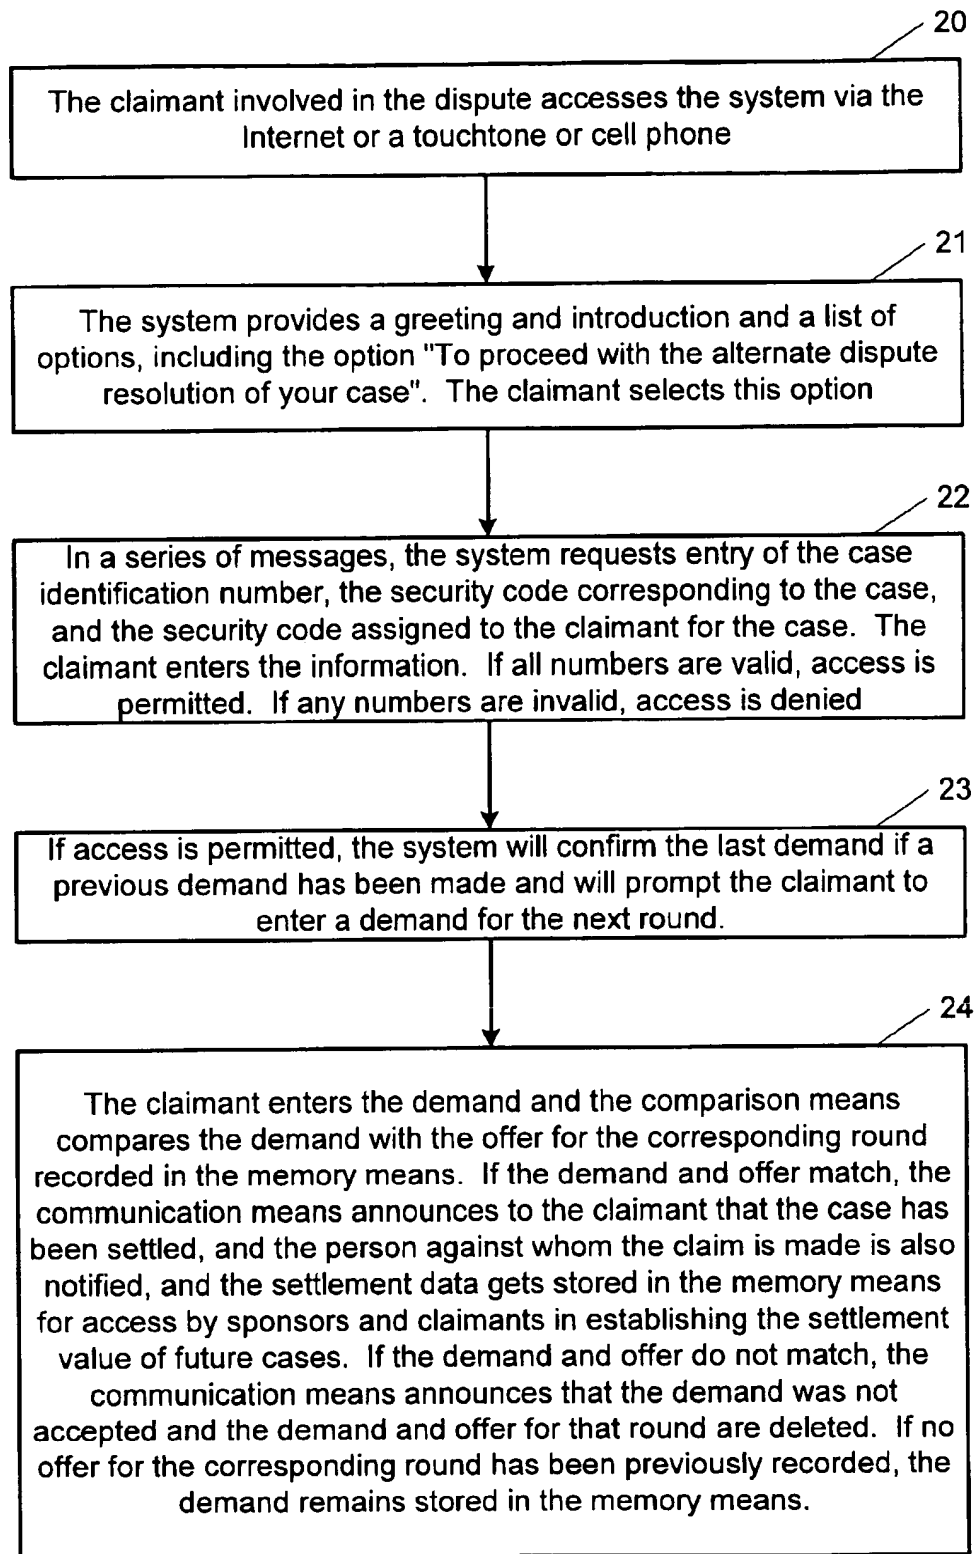 20
The claimant involved in the dispute accesses the system via the
Internet or a touchtone or cell phone
21
The system provides a greeting and introduction and a list of
options, including the option "To proceed with the alternate dispute
resolution of your case".  The claimant selects this option
22
In a series of messages, the system requests entry of the case
identification number, the security code corresponding to the case,
and the security code assigned to the claimant for the case.  The
claimant enters the information.  If all numbers are valid, access is
permitted.  If any numbers are invalid, access is denied
23
If access is permitted, the system will confirm the last demand if a
previous demand has been made and will prompt the claimant to
enter a demand for the next round.
24
The claimant enters the demand and the comparison means
compares the demand with the offer for the corresponding round
recorded in the memory means.  If the demand and offer match, the
communication means announces to the claimant that the case has
been settled, and the person against whom the claim is made is also
notified, and the settlement data gets stored in the memory means
for access by sponsors and claimants in establishing the settlement
value of future cases.  If the demand and offer do not match, the
communication means announces that the demand was not
accepted and the demand and offer for that round are deleted.  If no
offer for the corresponding round has been previously recorded, the
demand remains stored in the memory means.